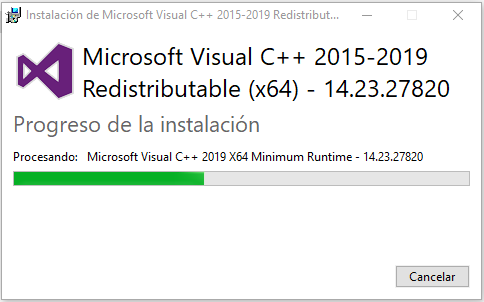 Instalación de Microsoft Visual C++ 2015-2019 Redistribut...
Microsoft Visual C++ 2015-2019
Redistributable (x64) - 14.23.27820
Progreso de la instalación
Procesando: Microsoft Visual C++ 2019 X64 Minimum Runtime - 14.23.27820
Cancelar